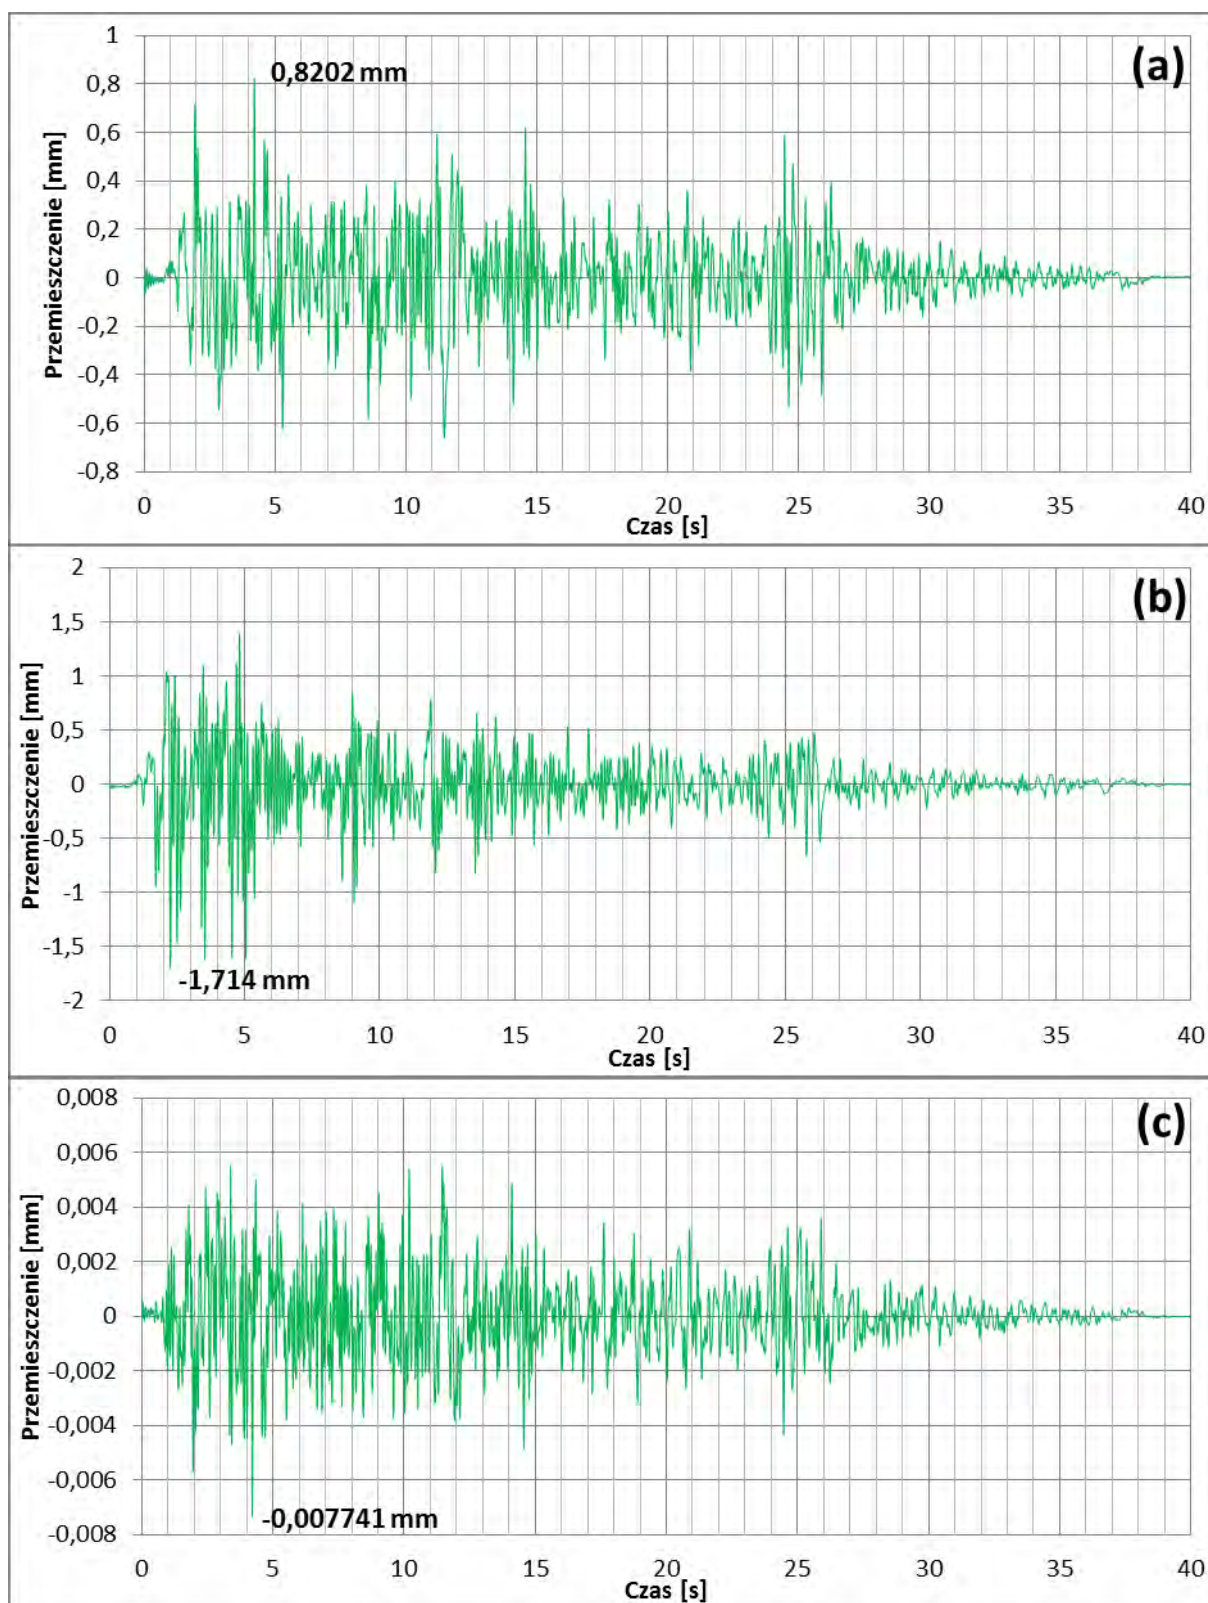 (a)
0,8202 mm
Przemieszczenie [mm]
1
0,8
0,6
0,4
0,2
0
-0,2
-0,4
-0,6
-0,8
0 5 10 15 20 25 30 35 40
Czas [s]
(b)
Przemieszczenie [mm]
2
1,5
1
0,5
0
-0,5
-1
-1,5
-2
-1,714 mm
0 5 10 15 20 25 30 35 40
Czas [s]
(c)
Przemieszczenie [mm]
0,008
0,006
0,004
0,002
0
-0,002
-0,004
-0,006
-0,008
-0,007741 mm
0 5 10 15 20 25 30 35 40
Czas [s]